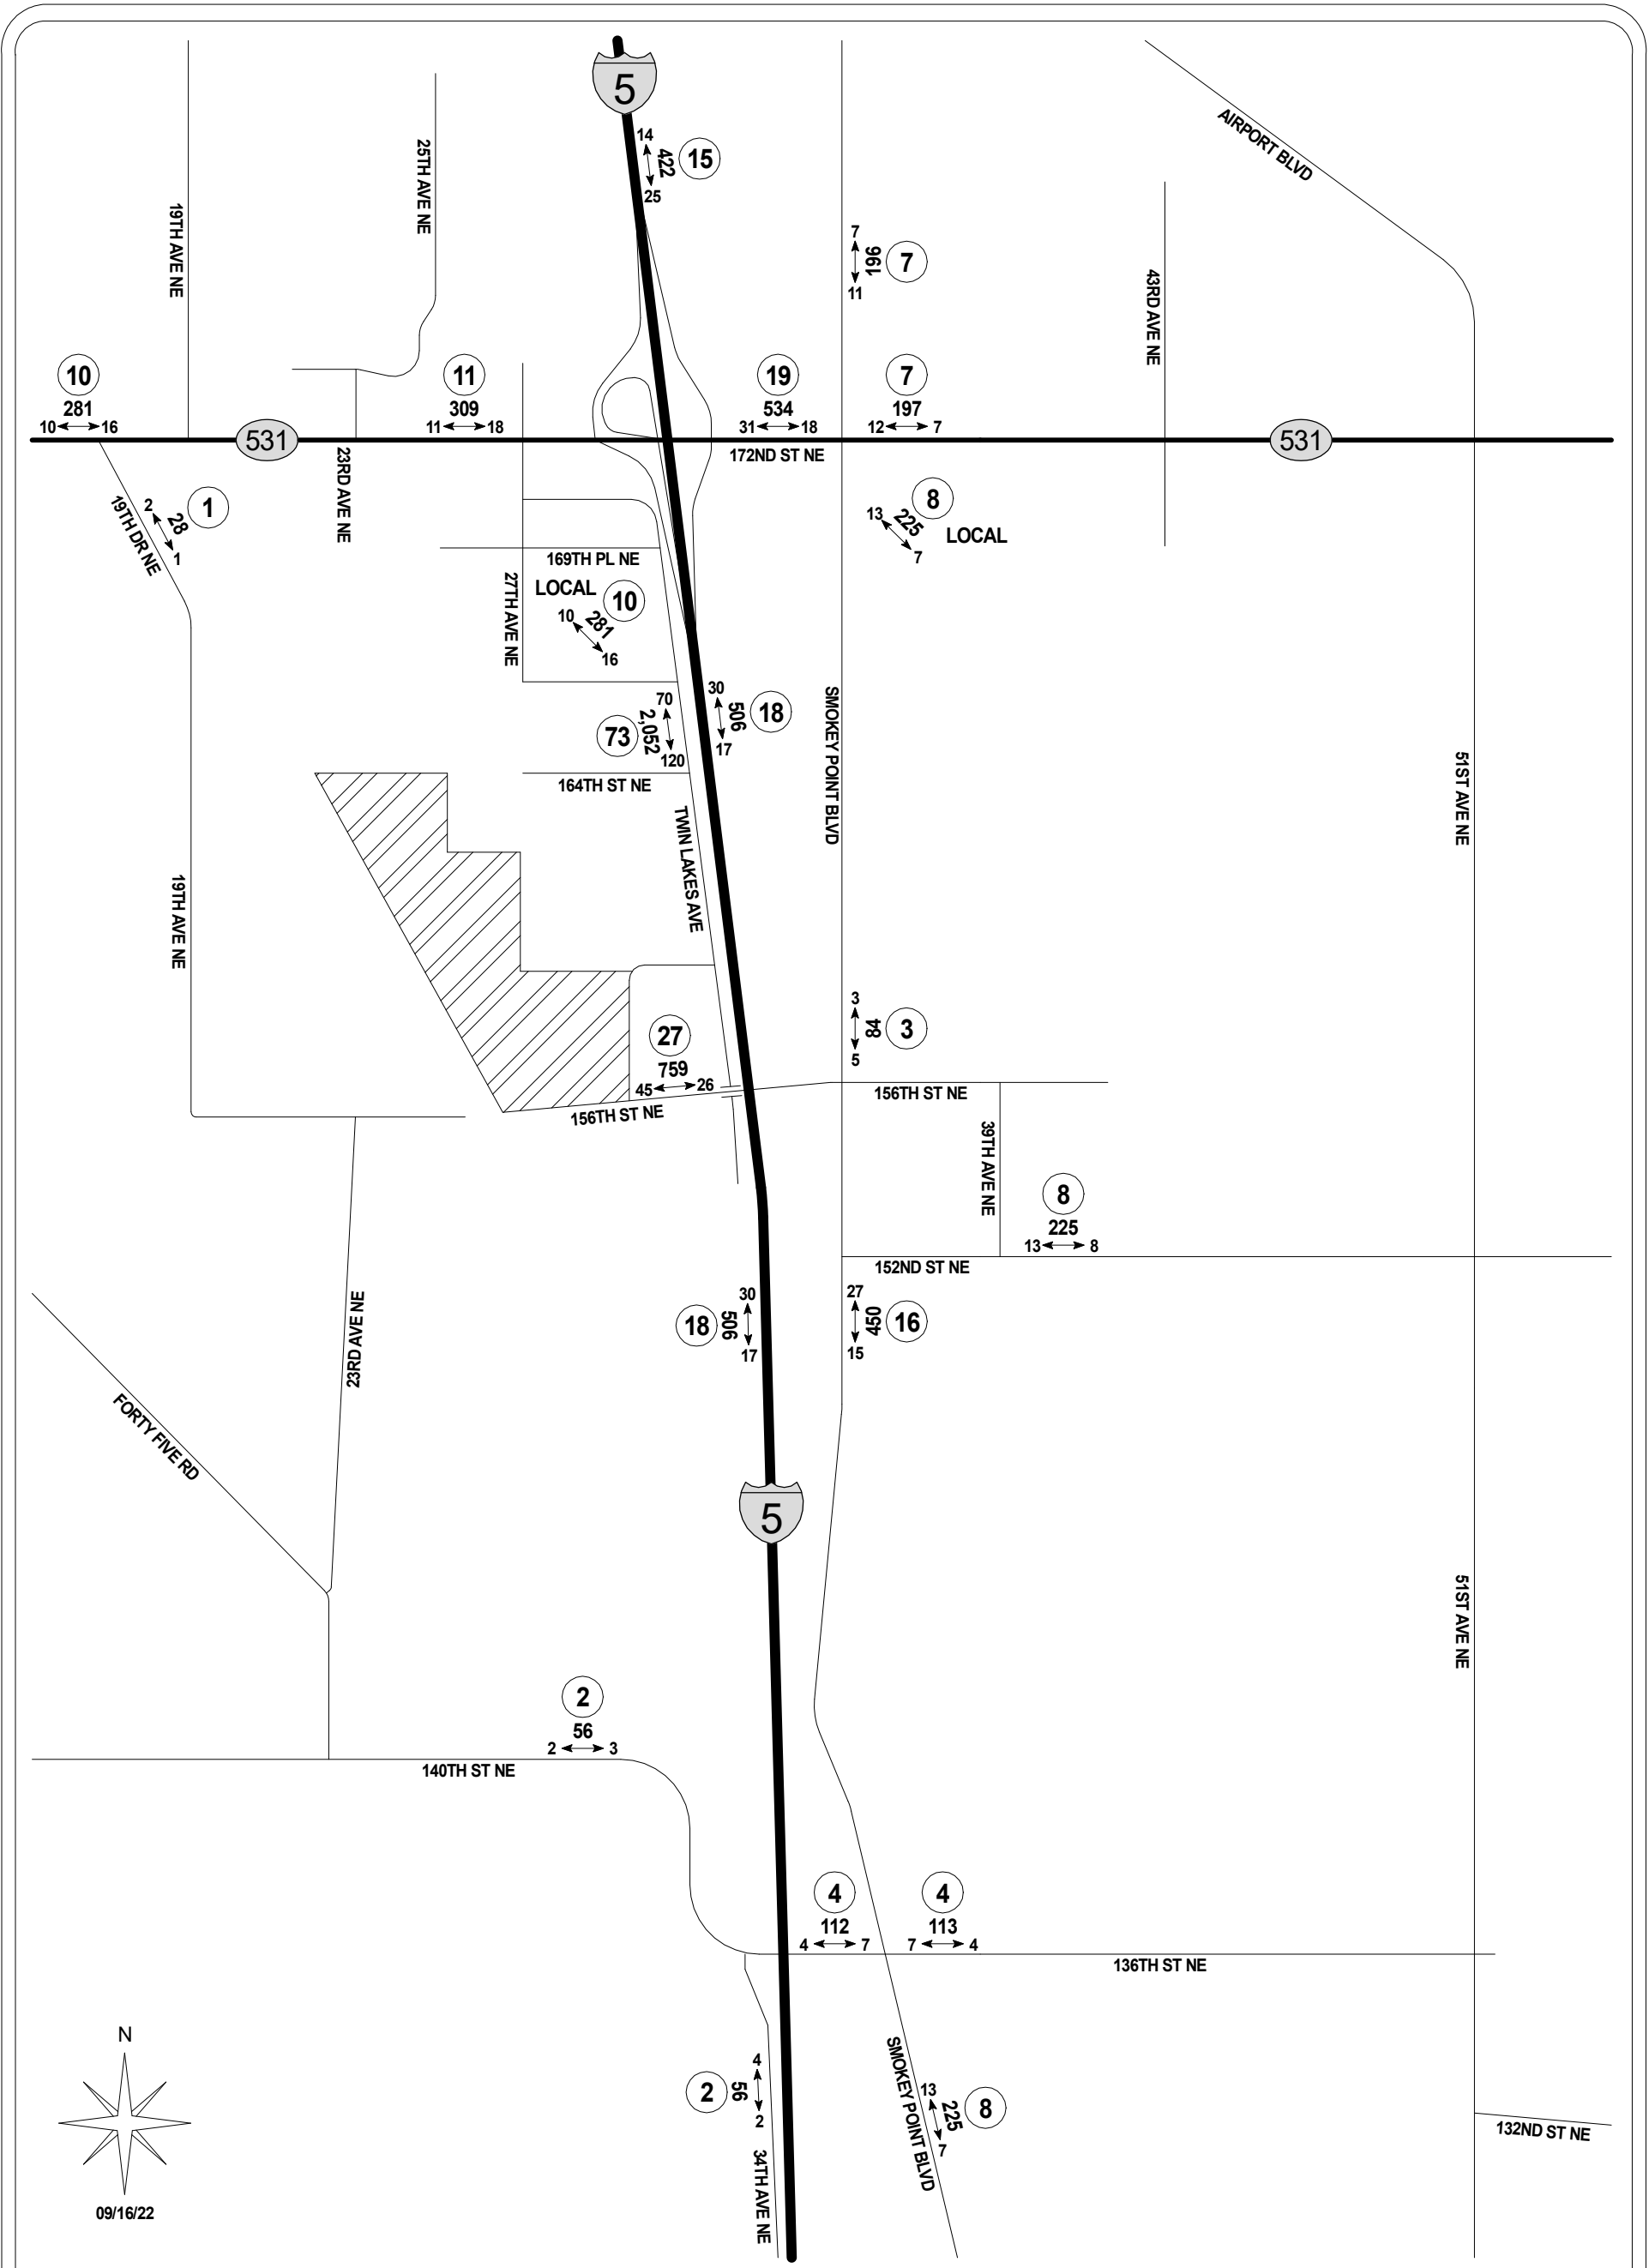 5
14
422
25
15
AIRPORT BLVD
25TH AVE NE
19TH AVE NE
7
196
11
7
43RD AVE NE
10
281
10 16
11
309
11 18
19
534
31 18
7
197
12 7
531
531
172ND ST NE
23RD AVE NE
19TH DR NE
2
28
1
1
13
225
7
8
LOCAL
169TH PL NE
27TH AVE NE
LOCAL
10
10
281
16
30
506
17
18
70
2,052
120
73
SMOKEY POINT BLVD
51ST AVE NE
164TH ST NE
TWIN LAKES AVE
19TH AVE NE
3
84
5
3
27
759
45 26
156TH ST NE
156TH ST NE
39TH AVE NE
8
225
13 8
152ND ST NE
30
506
17
18
27
450
15
16
23RD AVE NE
FORTY FIVE RD
5
51ST AVE NE
2
56
2 3
140TH ST NE
4
112
4 7
4
113
7 4
136TH ST NE
N
09/16/22
4
56
2
2
34TH AVE NE
SMOKEY POINT BLVD
13
225
7
8
132ND ST NE